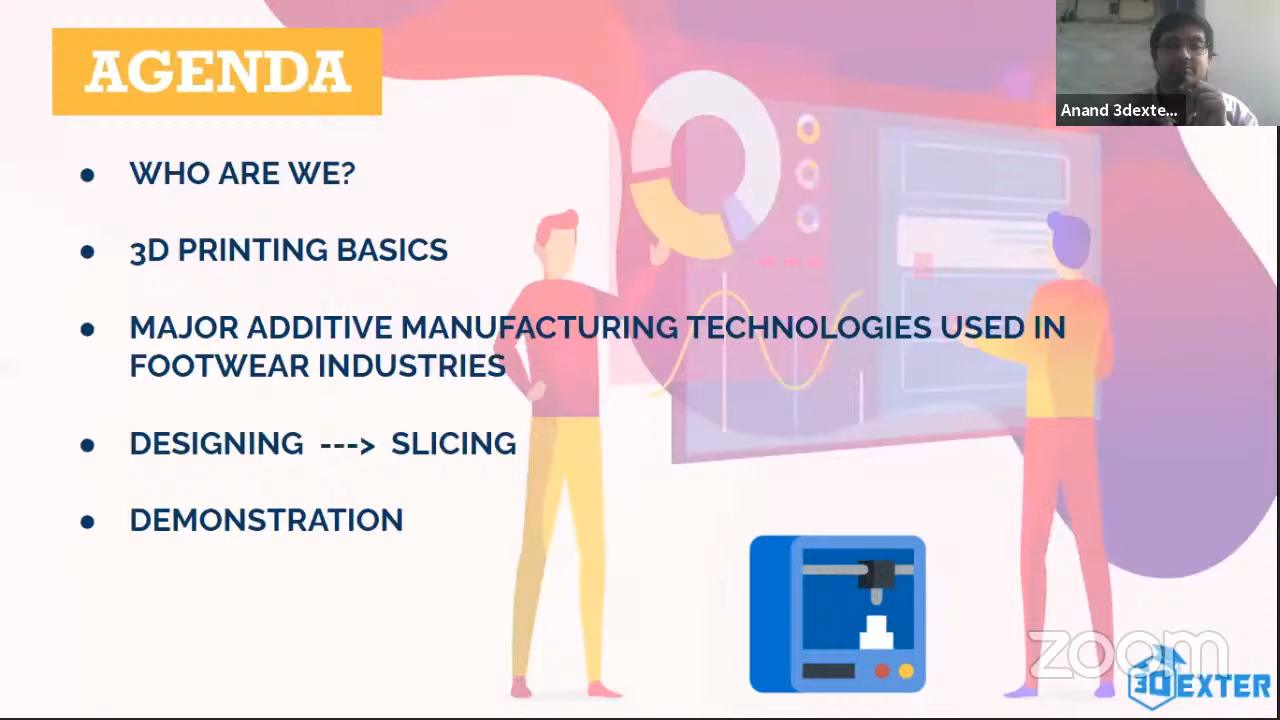 AGENDA
Anand 3dexte...
● WHO ARE WE?
● 3D PRINTING BASICS
● MAJOR ADDITIVE MANUFACTURING TECHNOLOGIES USED IN
FOOTWEAR INDUSTRIES
● DESIGNING ---> SLICING
● DEMONSTRATION
zoom
3DEXTER